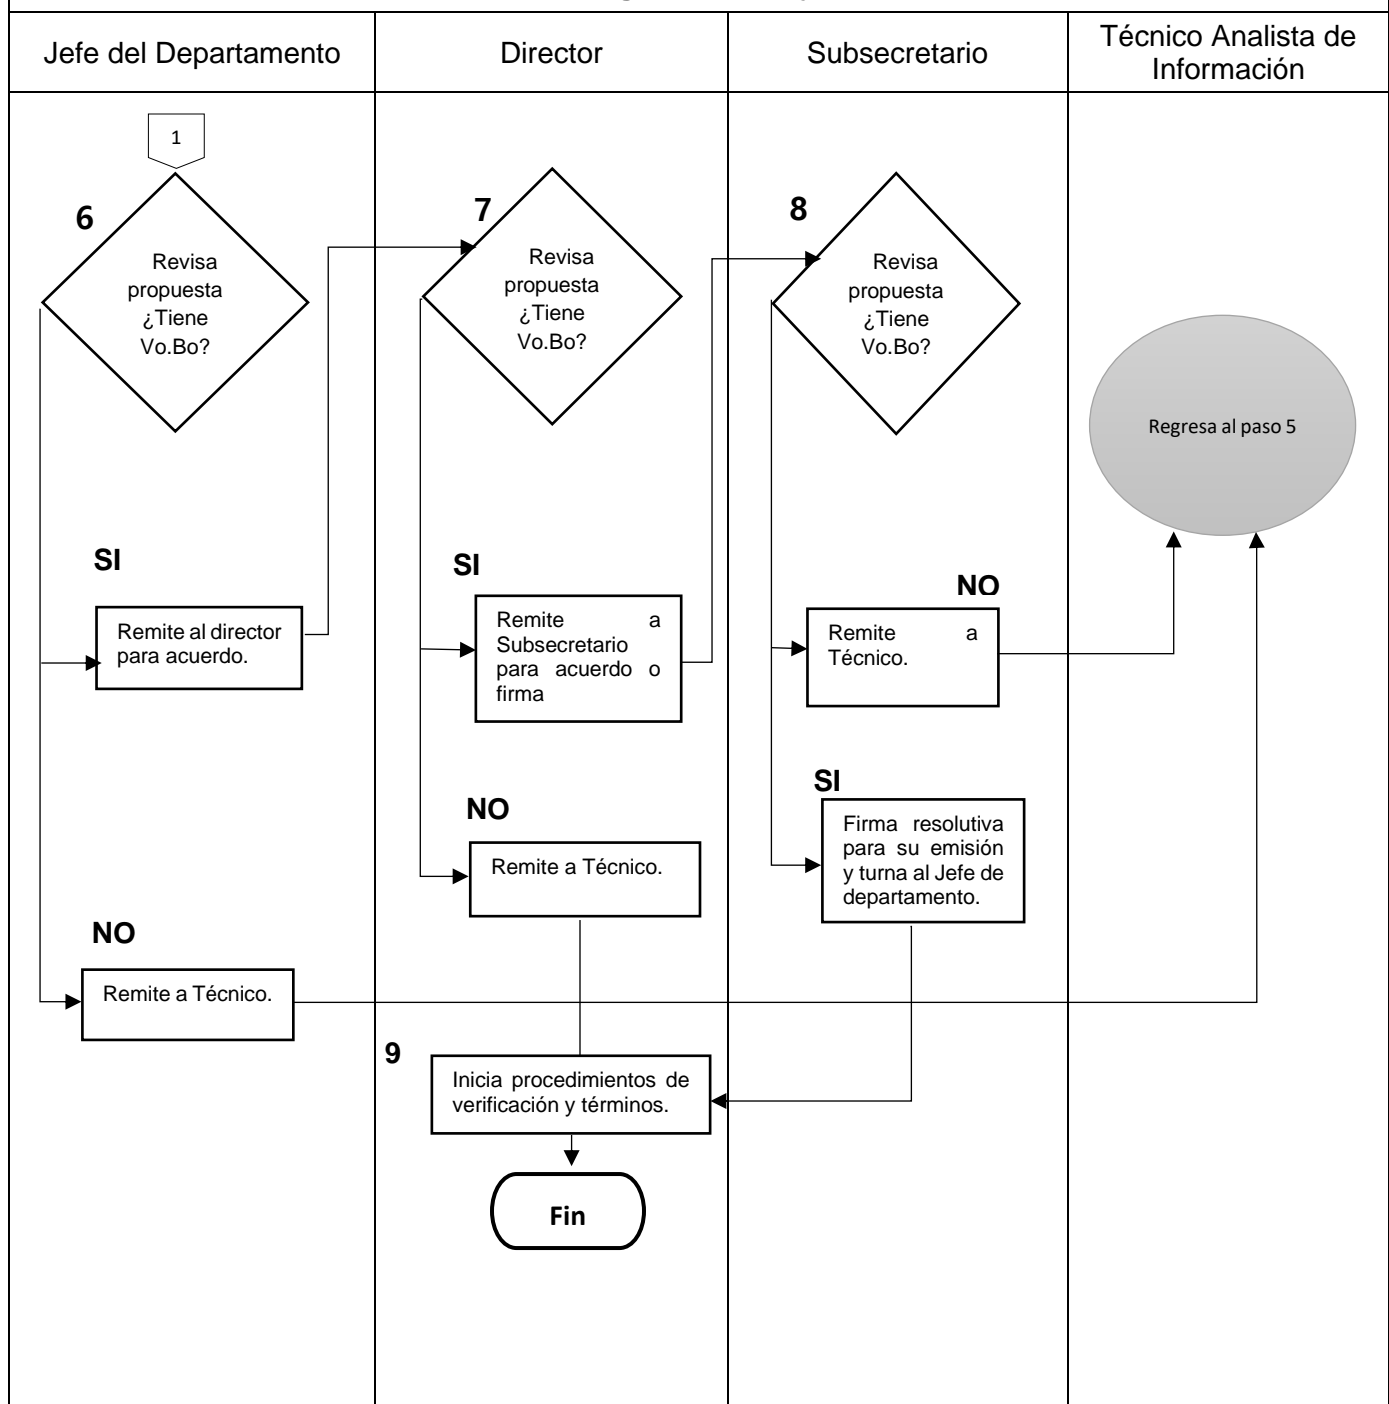 Jefe del Departamento
Director
Subsecretario
Técnico Analista de
Información
1
6
Revisa
propuesta
¿Tiene
Vo.Bo?
7
Revisa
propuesta
¿Tiene
Vo.Bo?
8
Revisa
propuesta
¿Tiene
Vo.Bo?
Regresa al paso 5
SI
Remite al director
para acuerdo.
SI
Remite a
Subsecretario
para acuerdo o
firma
NO
Remite a
Técnico.
NO
Remite a Técnico.
SI
Firma resolutiva
para su emisión
y turna al Jefe de
departamento.
NO
Remite a Técnico.
9
Inicia procedimientos de
verificación y términos.
Fin